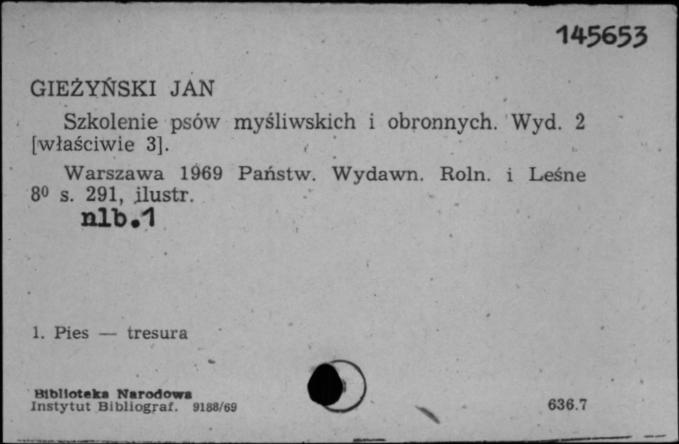 145653
GIEŻYŃSKI JAN
Szkolenie psów myśliwskich i obronnych. Wyd. 2
[właściwie 3].
Warszawa 1969 Państw. Wydawn. Roln. i Leśne
8⁰ s. 291, ilustr.
nlb.1
1. Pies — tresura
Biblioteka Narodowa
Instytut Bibliograf. 9188/69
636.7